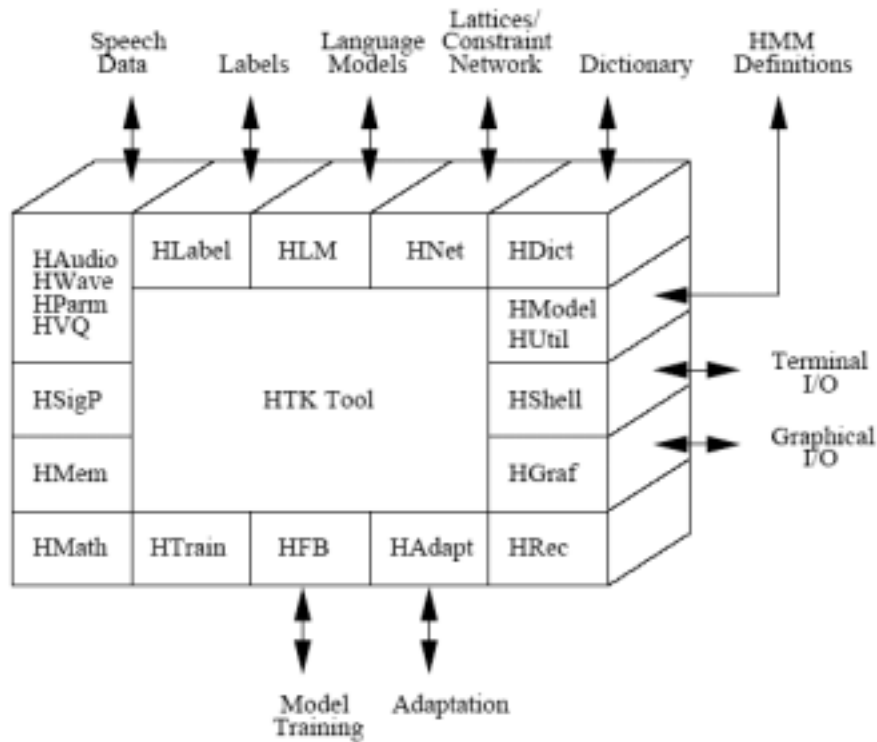 Speech
Data
Labels
Language
Models
Lattices/
Constraint
Network
Dictionary
HMM
Definitions
HAudio
HWave
HParm
HVQ
HLabel
HLM
HNet
HDict
HModel
HUtil
HSigP
HTK Tool
HShell
Terminal
I/O
HMem
HGraf
Graphical
I/O
HMath
HTrain
HFB
HAdapt
HRec
Model
Training
Adaptation